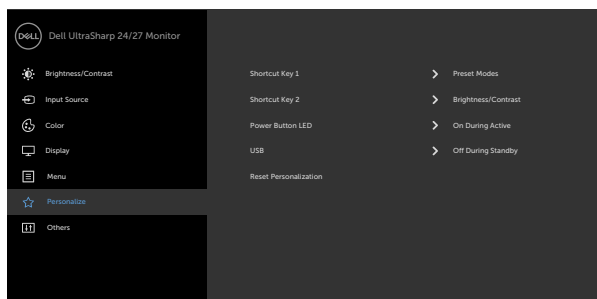 DELL Dell UltraSharp 24/27 Monitor
Brightness/Contrast
Input Source
Color
Display
Menu
Personalize
Others
Shortcut Key 1 Preset Modes
Shortcut Key 2 Brightness/Contrast
Power Button LED On During Active
USB Off During Standby
Reset Personalization